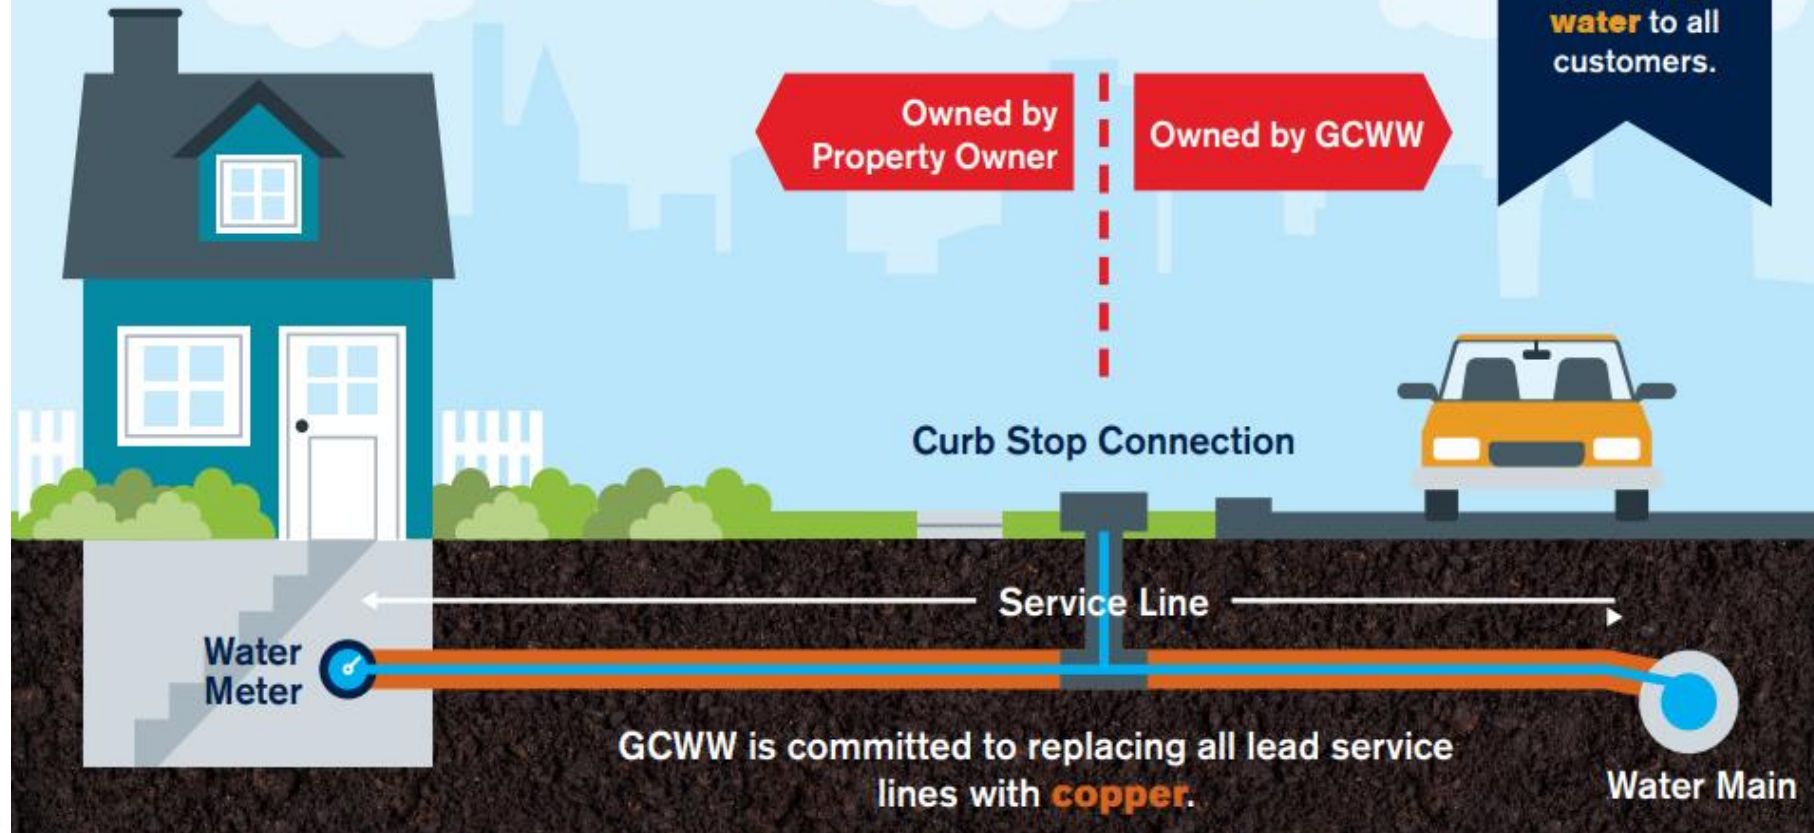 water to all
customers.
Owned by
Property Owner
Owned by GCWW
Curb Stop Connection
Service Line
Water
Meter
GCWW is committed to replacing all lead service
lines with copper.
Water Main